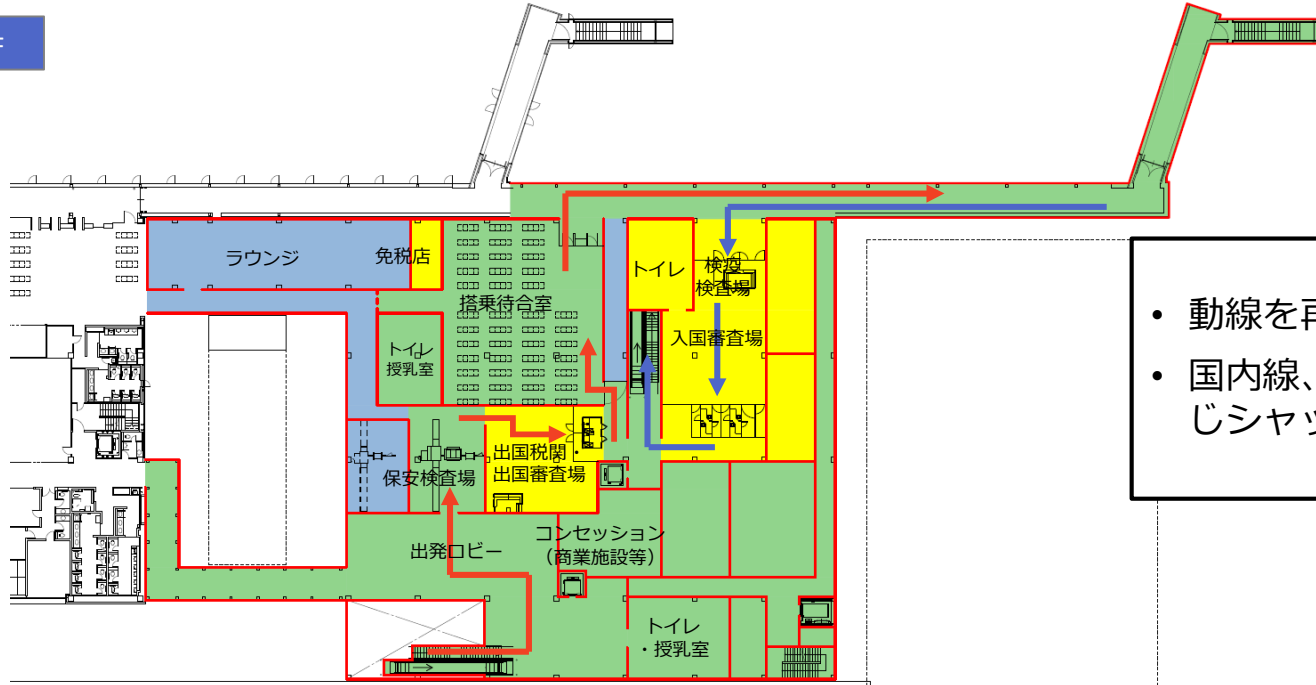 ラウンジ
免税店
搭乗待合室
トイレ
授乳室
トイレ
検疫
検査場
入国審査場
保安検査場
出国税関・
出国審査場
出発ロビー
コンセッション
（商業施設等）
トイレ
・授乳室
• 動線を再
• 国内線、
じシャッ